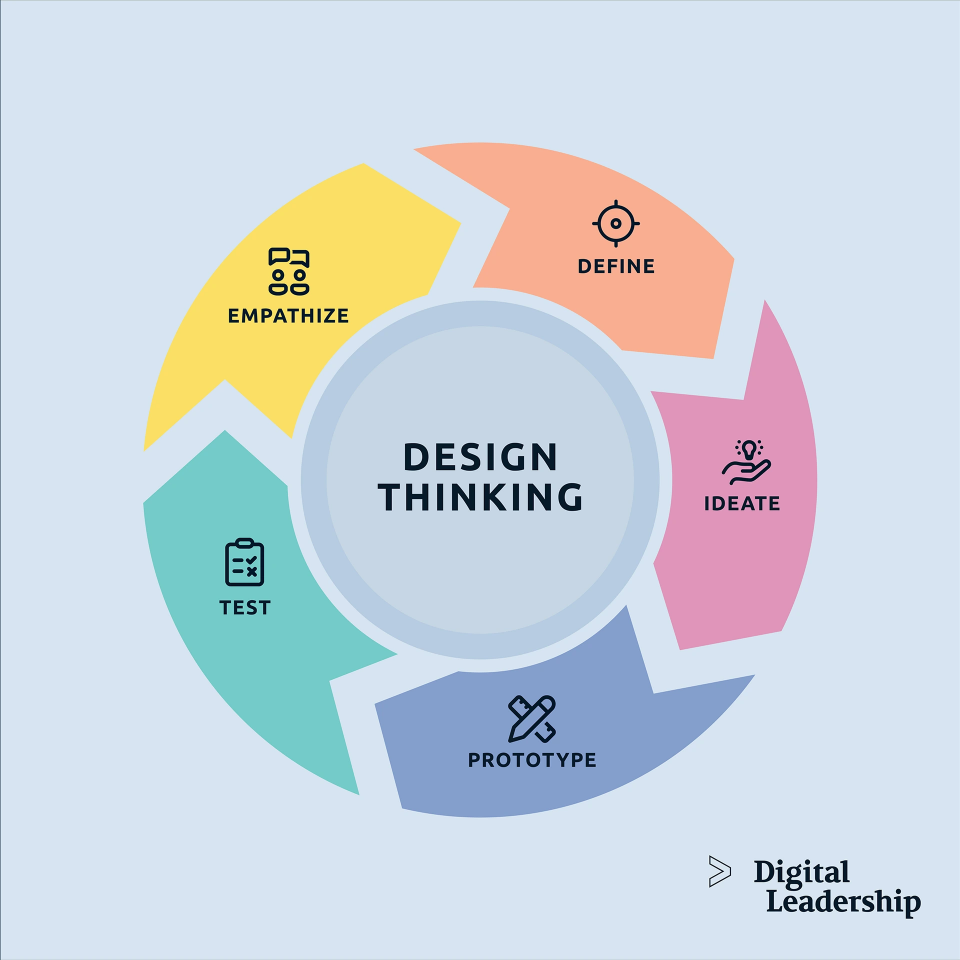 DESIGN
THINKING
EMPATHIZE
DEFINE
IDEATE
PROTOTYPE
TEST
Digital
Leadership